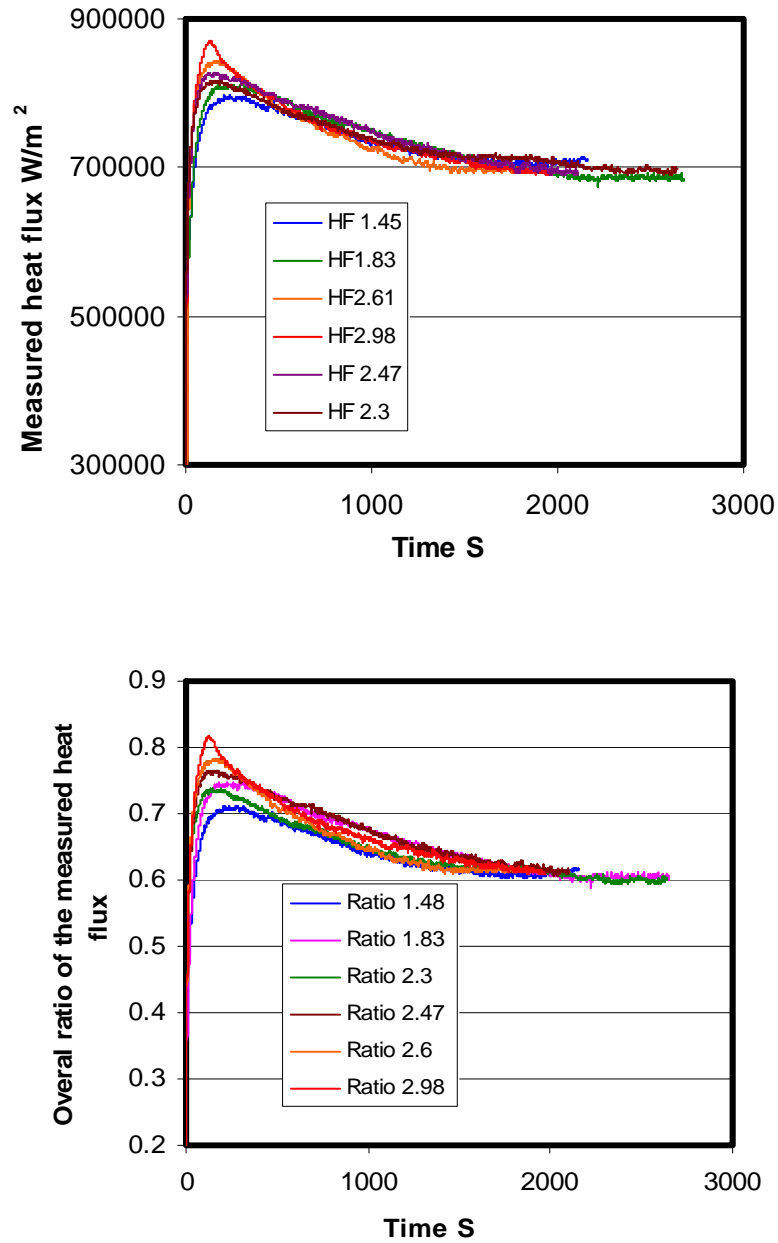 900000
700000
500000
300000
Measured heat flux W/m²
HF 1.45
HF1.83
HF2.61
HF2.98
HF 2.47
HF 2.3
0 1000 2000 3000
Time S
0.9
0.8
0.7
0.6
0.5
0.4
0.3
0.2
Overal ratio of the measured heat
flux
Ratio 1.48
Ratio 1.83
Ratio 2.3
Ratio 2.47
Ratio 2.6
Ratio 2.98
0 1000 2000 3000
Time S